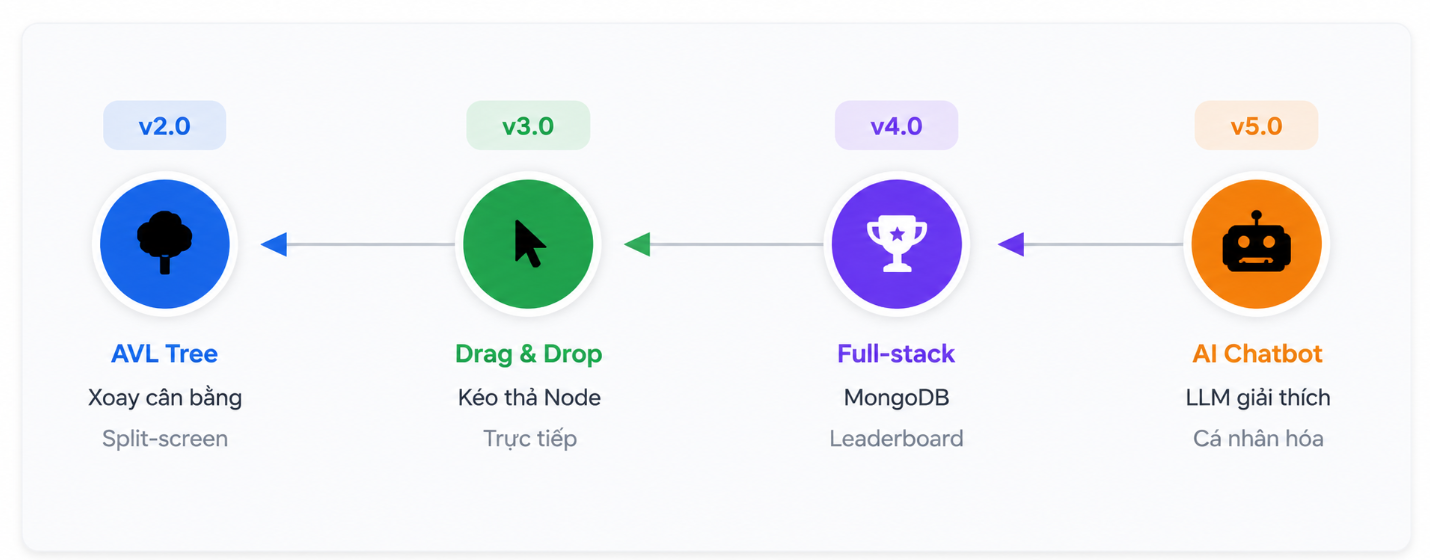 v2.0
v3.0
v4.0
v5.0
AVL Tree
Drag & Drop
Full-stack
AI Chatbot
Xoay cân bằng
Kéo thả Node
MongoDB
LLM giải thích
Split-screen
Trực tiếp
Leaderboard
Cá nhân hóa